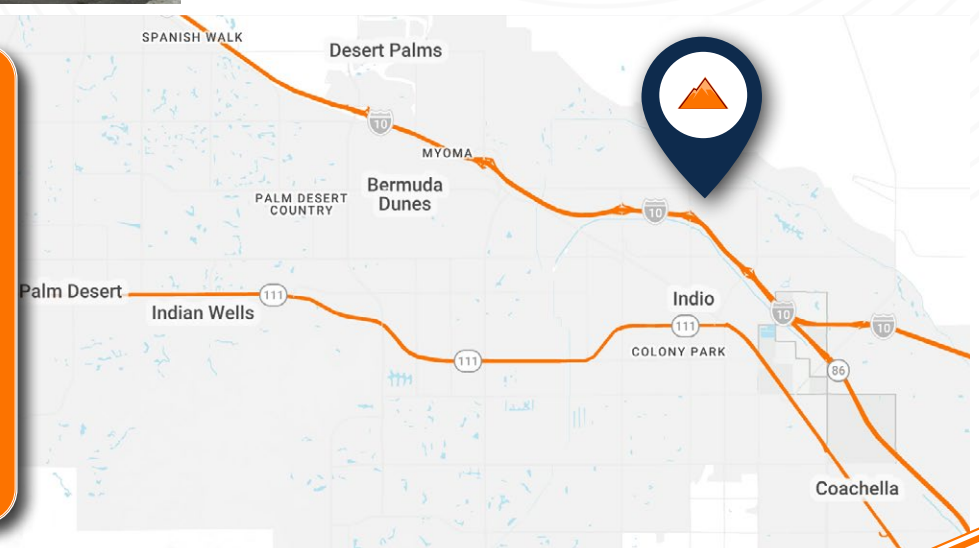 SPANISH WALK
Desert Palms
10
MYOMA
Bermuda
Dunes
PALM DESERT
COUNTRY
10
Palm Desert
111
Indian Wells
Indio
111
10
10
COLONY PARK
111
86
Coachella